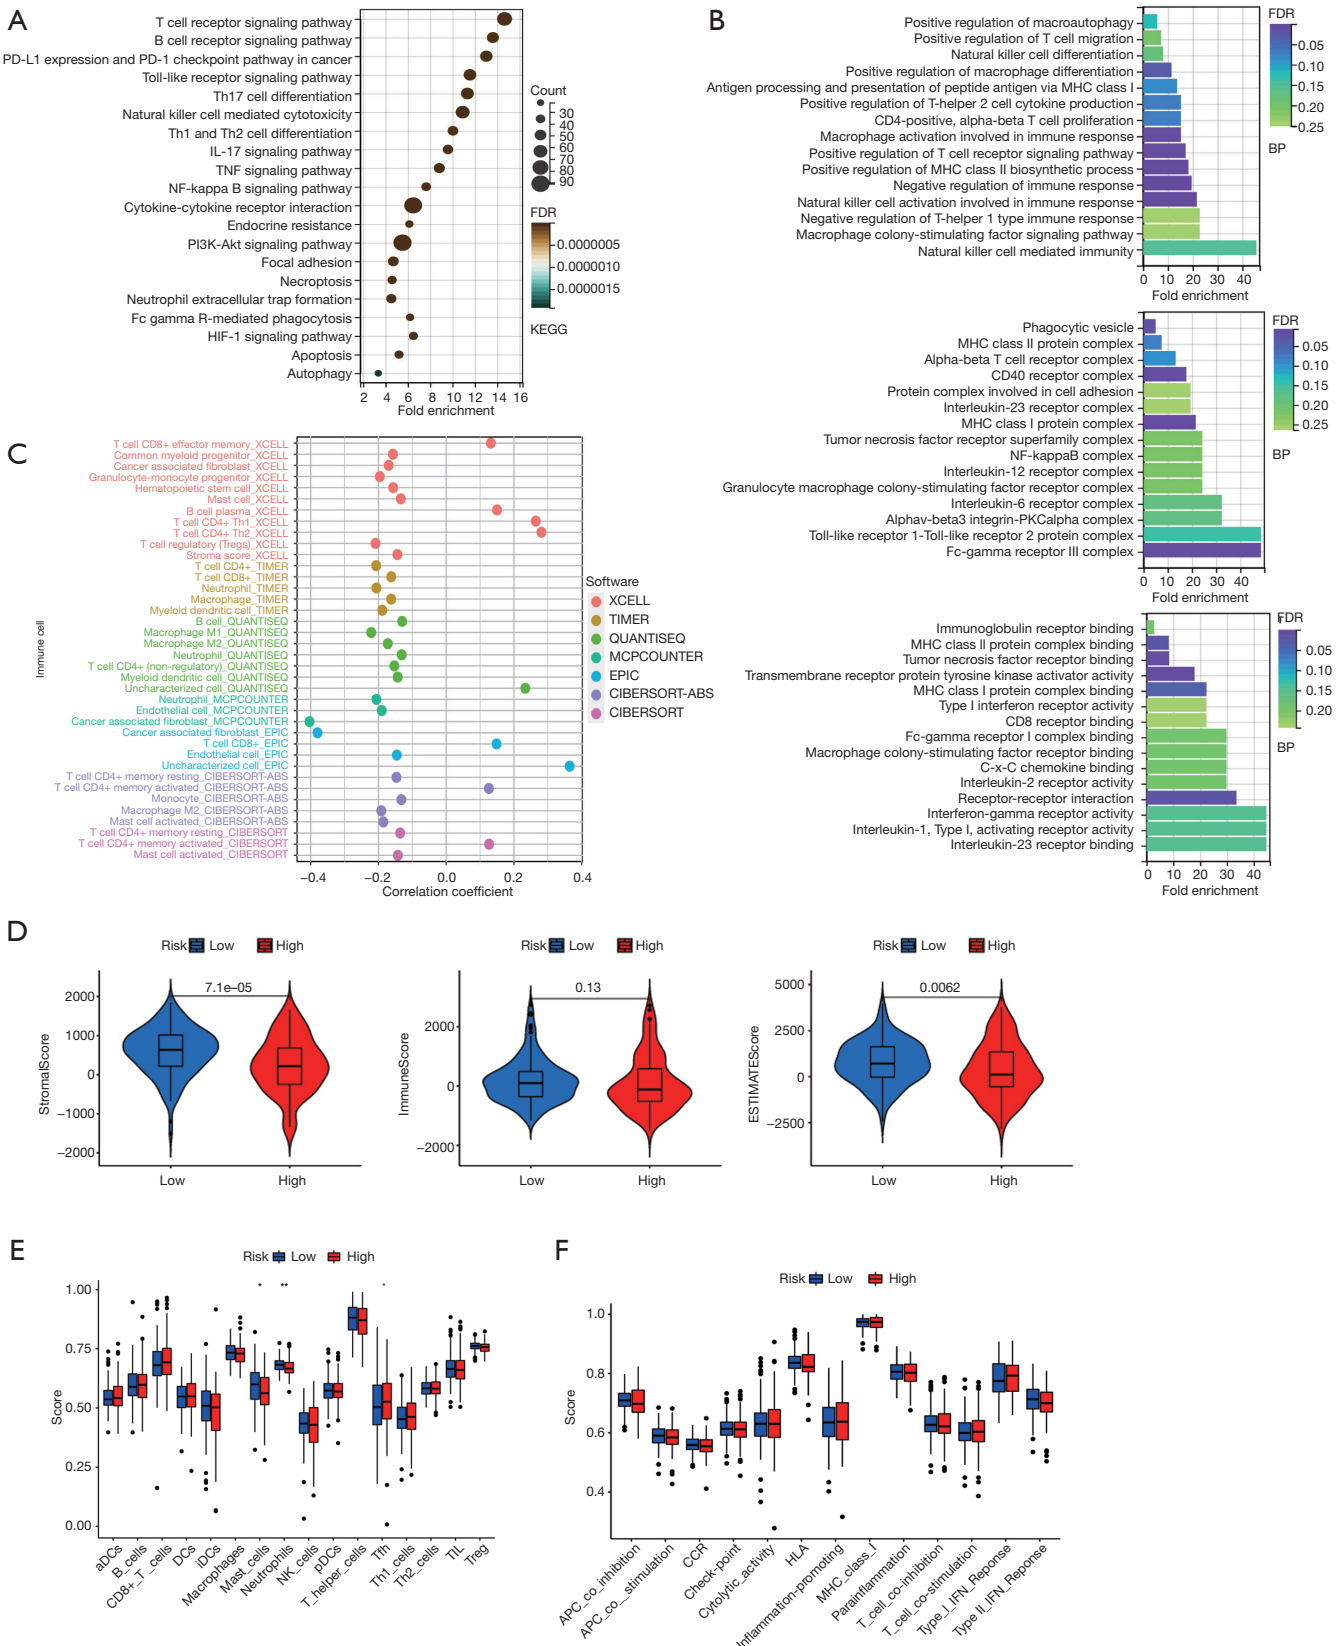 A
T cell receptor signaling pathway
B cell receptor signaling pathway
PD-L1 expression and PD-1 checkpoint pathway in cancer
Toll-like receptor signaling pathway
Th17 cell differentiation
Natural killer cell mediated cytotoxicity
Th1 and Th2 cell differentiation
IL-17 signaling pathway
TNF signaling pathway
NF-kappa B signaling pathway
Cytokine-cytokine receptor interaction
Endocrine resistance
PI3K-Akt signaling pathway
Focal adhesion
Necroptosis
Neutrophil extracellular trap formation
Fc gamma R-mediated phagocytosis
HIF-1 signaling pathway
Apoptosis
Autophagy
2 4 6 8 10 12 14 16
Fold enrichment
Count
30
40
50
60
70
80
90
FDR
0.0000005
0.0000010
0.0000015
KEGG
B
Positive regulation of macroautophagy
Positive regulation of T cell migration
Natural killer cell differentiation
Positive regulation of macrophage differentiation
Antigen processing and presentation of peptide antigen via MHC class I
Positive regulation of T-helper 2 cell cytokine production
CD4-positive, alpha-beta T cell proliferation
Macrophage activation involved in immune response
Positive regulation of T cell receptor signaling pathway
Positive regulation of MHC class II biosynthetic process
Negative regulation of immune response
Natural killer cell activation involved in immune response
Negative regulation of T-helper 1 type immune response
Macrophage colony-stimulating factor signaling pathway
Natural killer cell mediated immunity
0 10 20 30 40
Fold enrichment
FDR
0.05
0.10
0.15
0.20
0.25
BP
Phagocytic vesicle
MHC class II protein complex
Alpha-beta T cell receptor complex
CD40 receptor complex
Protein complex involved in cell adhesion
Interleukin-23 receptor complex
MHC class I protein complex
Tumor necrosis factor receptor superfamily complex
NF-kappaB complex
Interleukin-12 receptor complex
Granulocyte macrophage colony-stimulating factor receptor complex
Interleukin-6 receptor complex
Alphav-beta3 integrin-PKCalpha complex
Toll-like receptor 1-Toll-like receptor 2 protein complex
Fc-gamma receptor III complex
0 10 20 30 40
Fold enrichment
FDR
0.05
0.10
0.15
0.20
0.25
BP
Immunoglobulin receptor binding
MHC class II protein complex binding
Tumor necrosis factor receptor binding
Transmembrane receptor protein tyrosine kinase activator activity
MHC class I protein complex binding
Type I interferon receptor activity
CD8 receptor binding
Fc-gamma receptor I complex binding
Macrophage colony-stimulating factor receptor binding
C-x-C chemokine binding
Interleukin-2 receptor activity
Receptor-receptor interaction
Interferon-gamma receptor activity
Interleukin-1, Type I, activating receptor activity
Interleukin-23 receptor binding
0 10 20 30 40
Fold enrichment
FDR
0.05
0.10
0.15
0.20
BP
C
Immune cell
T cell CD8+ effector memory_XCELL
Common myeloid progenitor_XCELL
Cancer associated fibroblast_XCELL
Granulocyte-monocyte progenitor_XCELL
Hematopoietic stem cell_XCELL
Mast cell_XCELL
B cell plasma_XCELL
T cell CD4+ Th1_XCELL
T cell CD4+ Th2_XCELL
T cell regulatory (Tregs)_XCELL
Stroma score_XCELL
T cell CD4+_TIMER
T cell CD8+_TIMER
Neutrophil_TIMER
Macrophage_TIMER
Myeloid dendritic cell_TIMER
B cell_QUANTISEQ
Macrophage M1_QUANTISEQ
Macrophage M2_QUANTISEQ
Neutrophil_QUANTISEQ
T cell CD4+ (non-regulatory)_QUANTISEQ
Myeloid dendritic cell_QUANTISEQ
Uncharacterized cell_QUANTISEQ
Neutrophil_MCPCOUNTER
Endothelial cell_MCPCOUNTER
Cancer associated fibroblast_MCPCOUNTER
Cancer associated fibroblast_EPIC
T cell CD8+_EPIC
Endothelial cell_EPIC
Uncharacterized cell_EPIC
T cell CD4+ memory resting_CIBERSORT-ABS
T cell CD4+ memory activated_CIBERSORT-ABS
Monocyte_CIBERSORT-ABS
Macrophage M2_CIBERSORT-ABS
Mast cell activated_CIBERSORT-ABS
T cell CD4+ memory resting_CIBERSORT
T cell CD4+ memory activated_CIBERSORT
Mast cell activated_CIBERSORT
−0.4 −0.2 0.0 0.2 0.4
Correlation coefficient
Software
XCELL
TIMER
QUANTISEQ
MCPCOUNTER
EPIC
CIBERSORT-ABS
CIBERSORT
D
Risk Low High
StromalScore
2000
1000
0
−1000
−2000
7.1e−05
Low High
Risk Low High
ImmuneScore
2000
0
−2000
0.13
Low High
Risk Low High
ESTIMATEScore
5000
2500
0
−2500
0.0062
Low High
E
Risk Low High
Score
1.00
0.75
0.50
0.25
0.00
* ** *
aDCs
B_cells
CD8+_T_cells
DCs
iDCs
Macrophages
Mast_cells
Neutrophils
NK_cells
pDCs
T_helper_cells
Tfh
Th1_cells
Th2_cells
TIL
Treg
F
Risk Low High
Score
1.0
0.8
0.6
0.4
APC_co_inhibition
APC_co_stimulation
CCR
Check-point
Cytolytic_activity
HLA
Inflammation-promoting
MHC_class_I
Parainflammation
T_cell_co-inhibition
T_cell_co-stimulation
Type_I_IFN_Reponse
Type II_IFN_Reponse